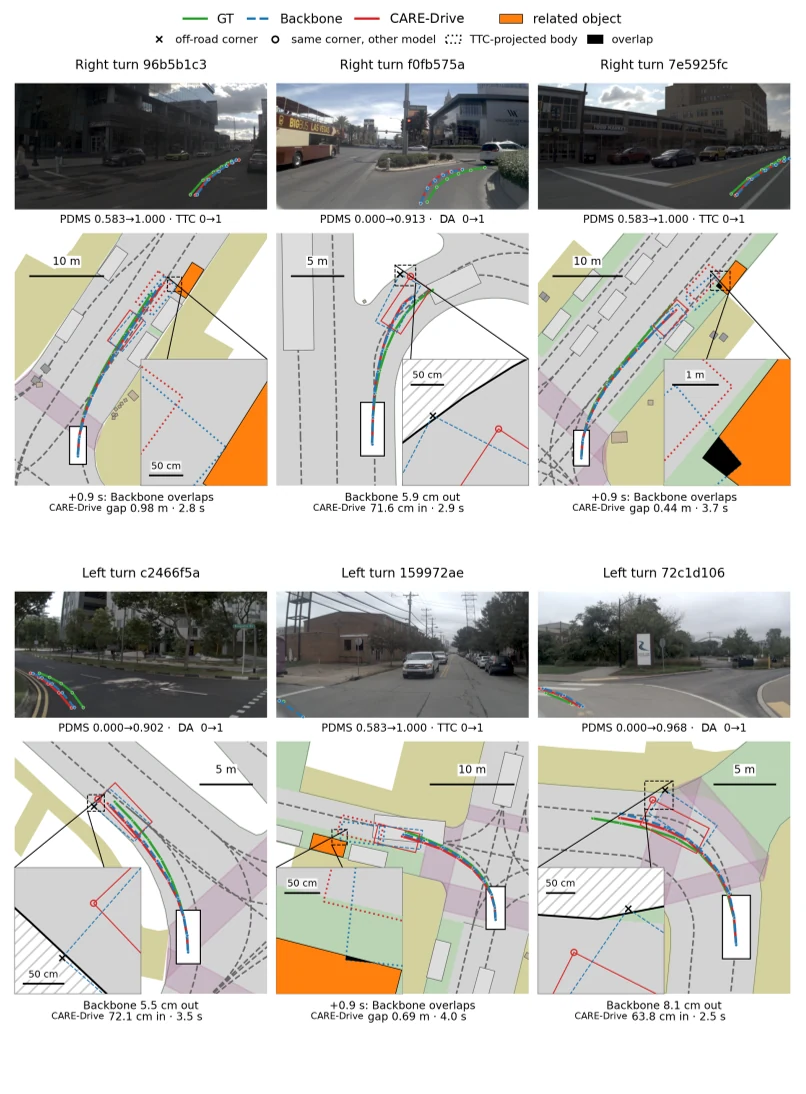 GT Backbone CARE-Drive related object
off-road corner same corner, other model TTC-projected body overlap
Right turn 96b5b1c3 Right turn f0fb575a Right turn 7e5925fc
BIG BUS LAS VEGAS
PDMS 0.583→1.000 · TTC 0→1 PDMS 0.000→0.913 · DA 0→1 PDMS 0.583→1.000 · TTC 0→1
10 m 5 m 10 m
50 cm 50 cm 1 m
+0.9 s: Backbone overlaps Backbone 5.9 cm out +0.9 s: Backbone overlaps
CARE-Drive gap 0.98 m · 2.8 s CARE-Drive 71.6 cm in · 2.9 s CARE-Drive gap 0.44 m · 3.7 s
Left turn c2466f5a Left turn 159972ae Left turn 72c1d106
PDMS 0.000→0.902 · DA 0→1 PDMS 0.583→1.000 · TTC 0→1 PDMS 0.000→0.968 · DA 0→1
5 m 10 m 5 m
50 cm 50 cm 50 cm
Backbone 5.5 cm out +0.9 s: Backbone overlaps Backbone 8.1 cm out
CARE-Drive 72.1 cm in · 3.5 s CARE-Drive gap 0.69 m · 4.0 s CARE-Drive 63.8 cm in · 2.5 s